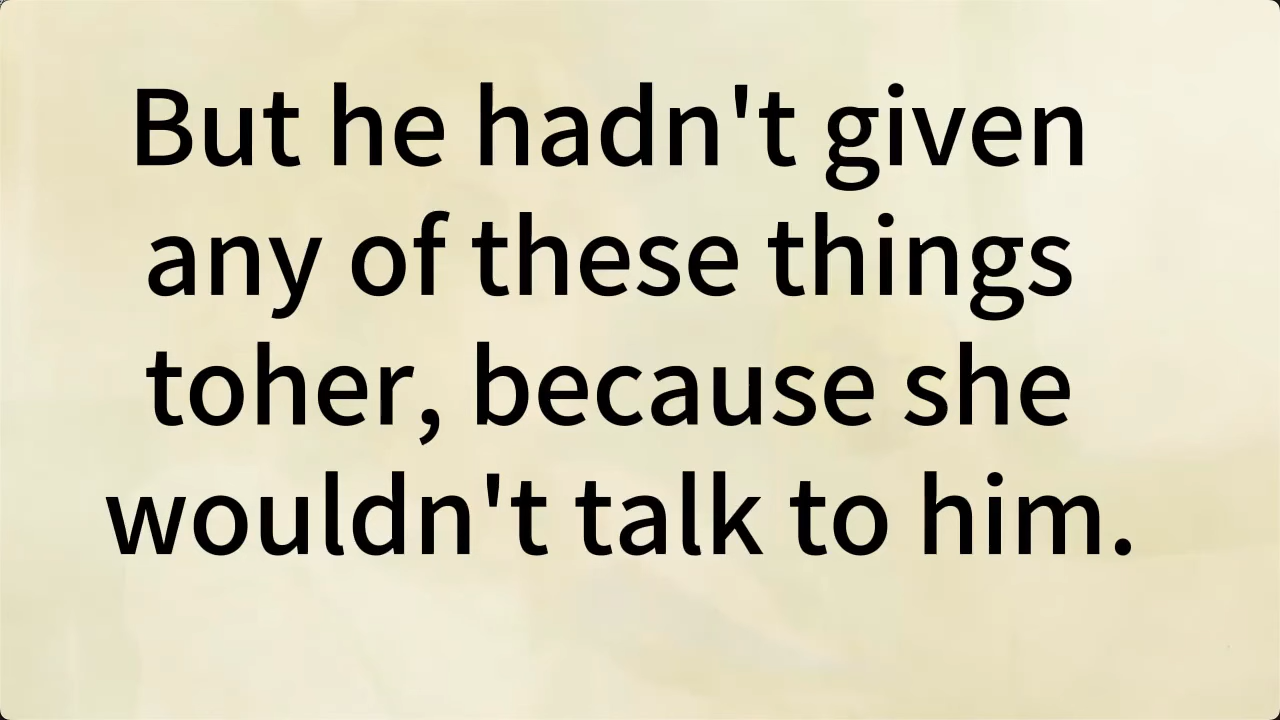 But he hadn't given
any of these things
toher, because she
wouldn't talk to him.